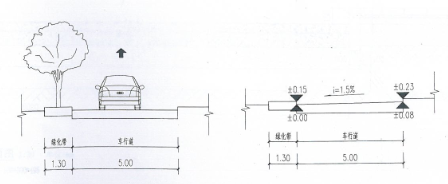 绿化带 车行道
1.30 5.00
±0.15 i=1.5% ±0.23
±0.00 ±0.08
绿化带 车行道
1.30 5.00